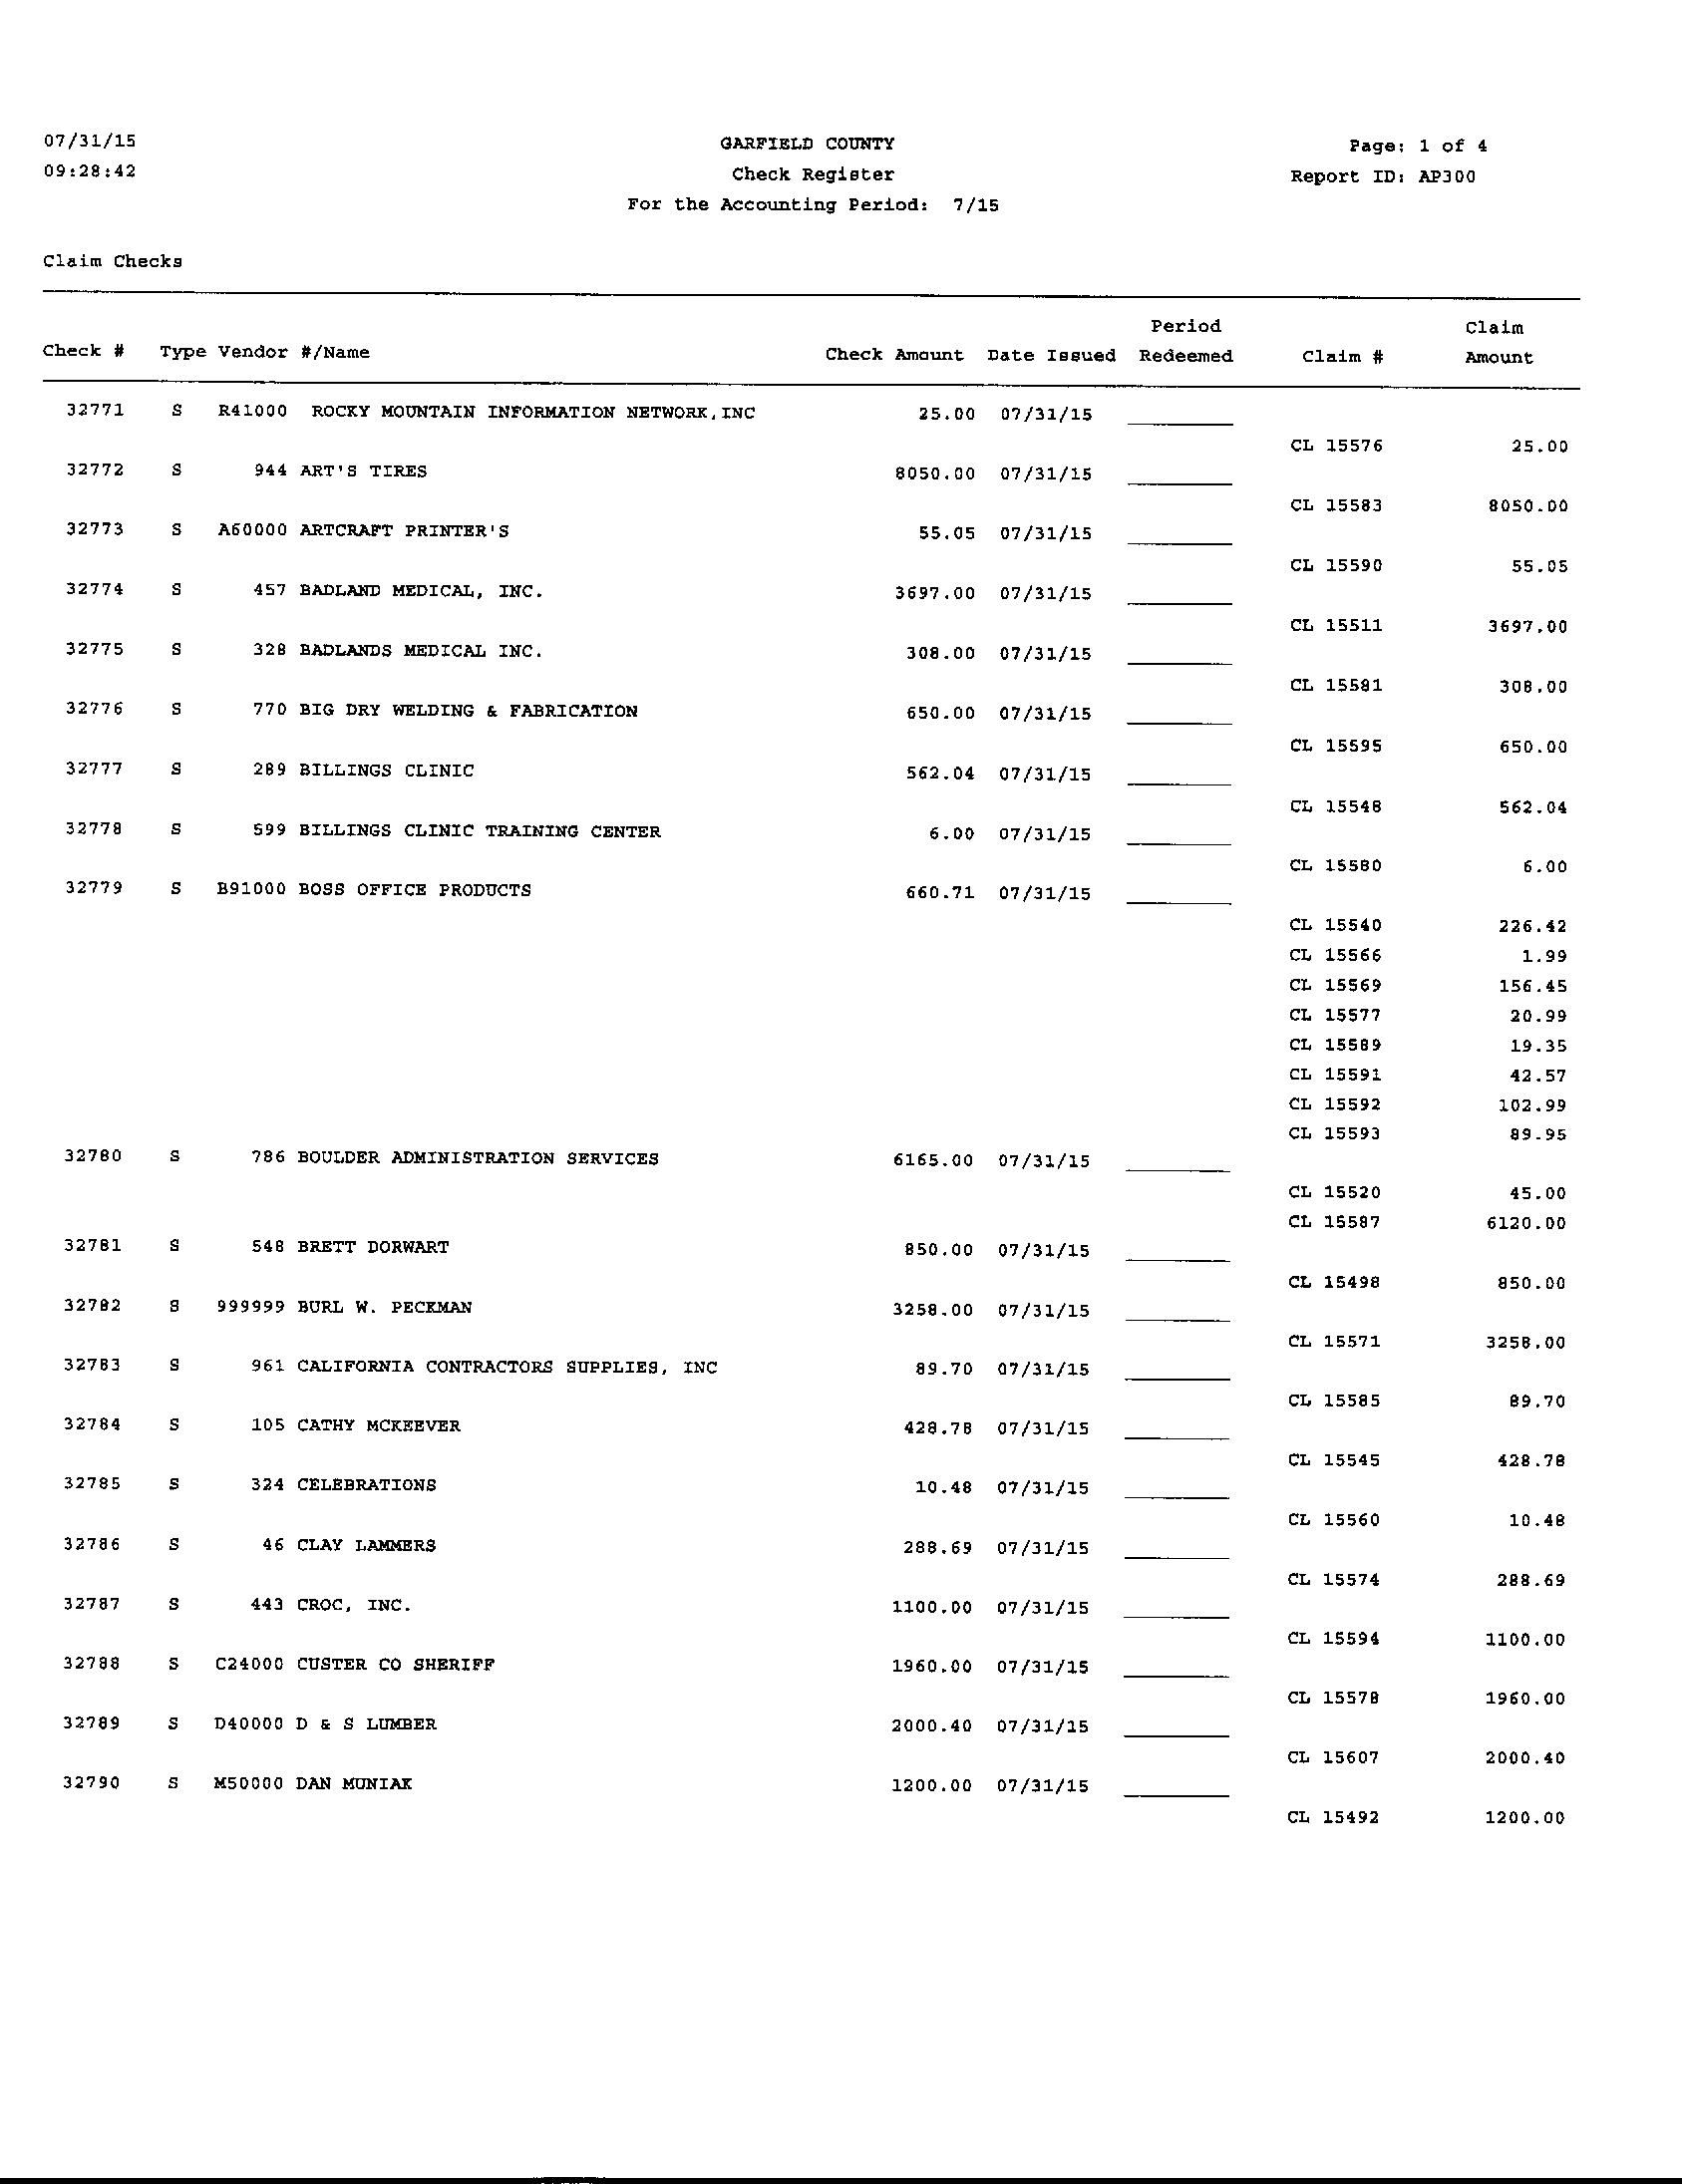 07/31/15 GARFIELD COUNTY Page: 1 of 4
09:28:42 Check Register Report ID: AP300
For the Accounting Period: 7/15
Claim Checks
Period Claim
Check # Type Vendor #/Name Check Amount Date Issued Redeemed Claim # Amount
32771 S R41000 ROCKY MOUNTAIN INFORMATION NETWORK,INC 25.00 07/31/15
CL 15576 25.00
32772 S 944 ART'S TIRES 8050.00 07/31/15
CL 15583 8050.00
32773 S A60000 ARTCRAFT PRINTER'S 55.05 07/31/15
CL 15590 55.05
32774 S 457 BADLAND MEDICAL, INC. 3697.00 07/31/15
CL 15511 3697.00
32775 S 328 BADLANDS MEDICAL INC. 308.00 07/31/15
CL 15581 308.00
32776 S 770 BIG DRY WELDING & FABRICATION 650.00 07/31/15
CL 15595 650.00
32777 S 289 BILLINGS CLINIC 562.04 07/31/15
CL 15548 562.04
32778 S 599 BILLINGS CLINIC TRAINING CENTER 6.00 07/31/15
CL 15580 6.00
32779 S B91000 BOSS OFFICE PRODUCTS 660.71 07/31/15
CL 15540 226.42
CL 15566 1.99
CL 15569 156.45
CL 15577 20.99
CL 15589 19.35
CL 15591 42.57
CL 15592 102.99
CL 15593 89.95
32780 S 786 BOULDER ADMINISTRATION SERVICES 6165.00 07/31/15
CL 15520 45.00
CL 15587 6120.00
32781 S 548 BRETT DORWART 850.00 07/31/15
CL 15498 850.00
32782 S 999999 BURL W. PECKMAN 3258.00 07/31/15
CL 15571 3258.00
32783 S 961 CALIFORNIA CONTRACTORS SUPPLIES, INC 89.70 07/31/15
CL 15585 89.70
32784 S 105 CATHY MCKEEVER 428.78 07/31/15
CL 15545 428.78
32785 S 324 CELEBRATIONS 10.48 07/31/15
CL 15560 10.48
32786 S 46 CLAY LAMMERS 288.69 07/31/15
CL 15574 288.69
32787 S 443 CROC, INC. 1100.00 07/31/15
CL 15594 1100.00
32788 S C24000 CUSTER CO SHERIFF 1960.00 07/31/15
CL 15578 1960.00
32789 S D40000 D & S LUMBER 2000.40 07/31/15
CL 15607 2000.40
32790 S M50000 DAN MUNIAK 1200.00 07/31/15
CL 15492 1200.00